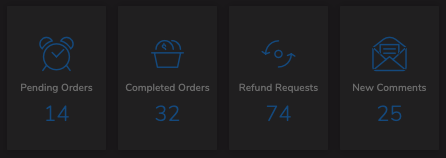 Pending Orders
14
Completed Orders
32
Refund Requests
74
New Comments
25